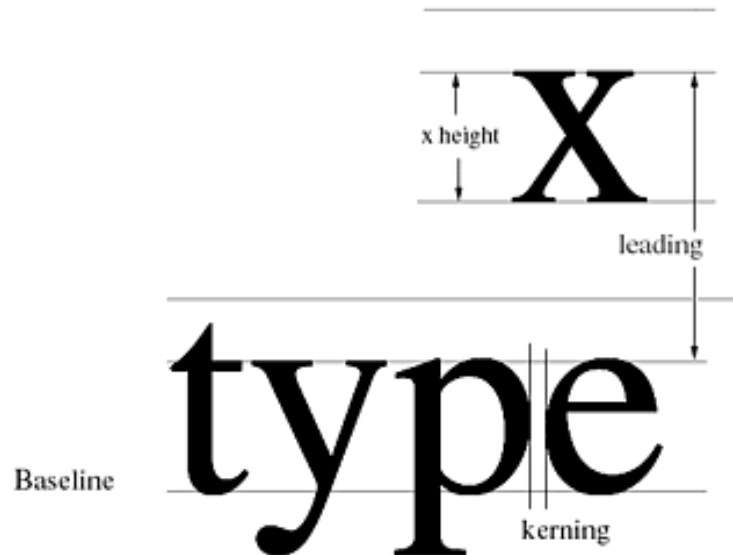 x
x height
leading
type
Baseline
kerning